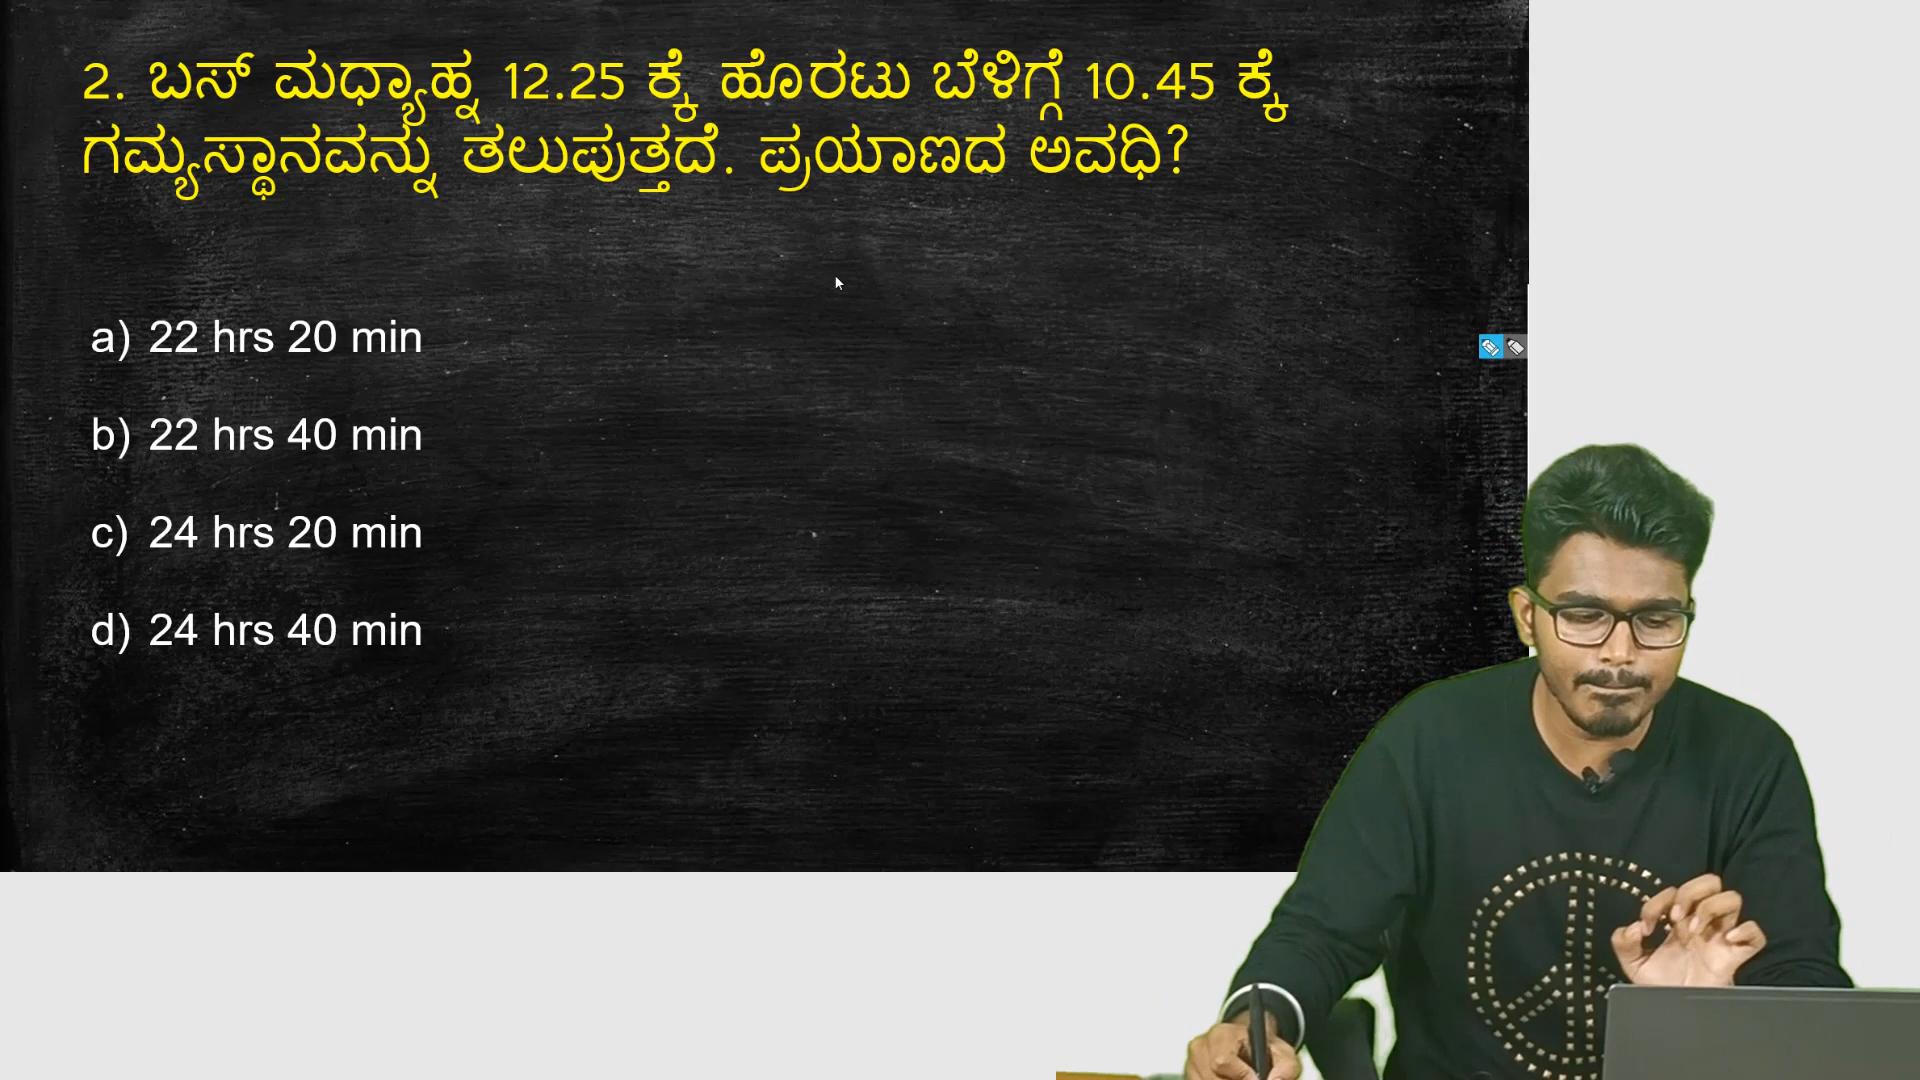 2. ಬಸ್ ಮಧ್ಯಾಹ್ನ 12.25 ಕ್ಕೆ ಹೊರಟು ಬೆಳಿಗ್ಗೆ 10.45 ಕ್ಕೆ
ಗಮ್ಯಸ್ಥಾನವನ್ನು ತಲುಪುತ್ತದೆ. ಪ್ರಯಾಣದ ಅವಧಿ?
a) 22 hrs 20 min
b) 22 hrs 40 min
c) 24 hrs 20 min
d) 24 hrs 40 min